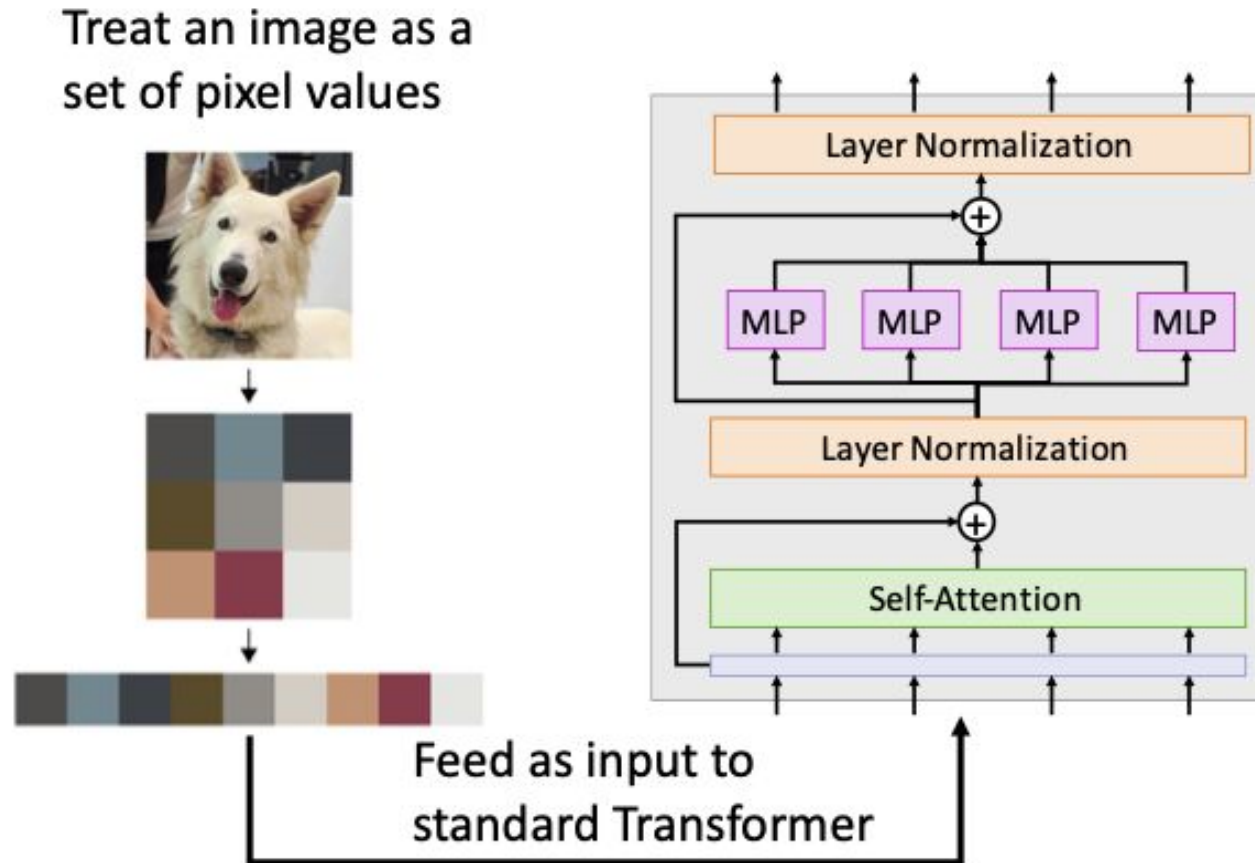 Treat an image as a
set of pixel values
Layer Normalization
+
MLP
MLP
MLP
MLP
Layer Normalization
+
Self-Attention
Feed as input to
standard Transformer